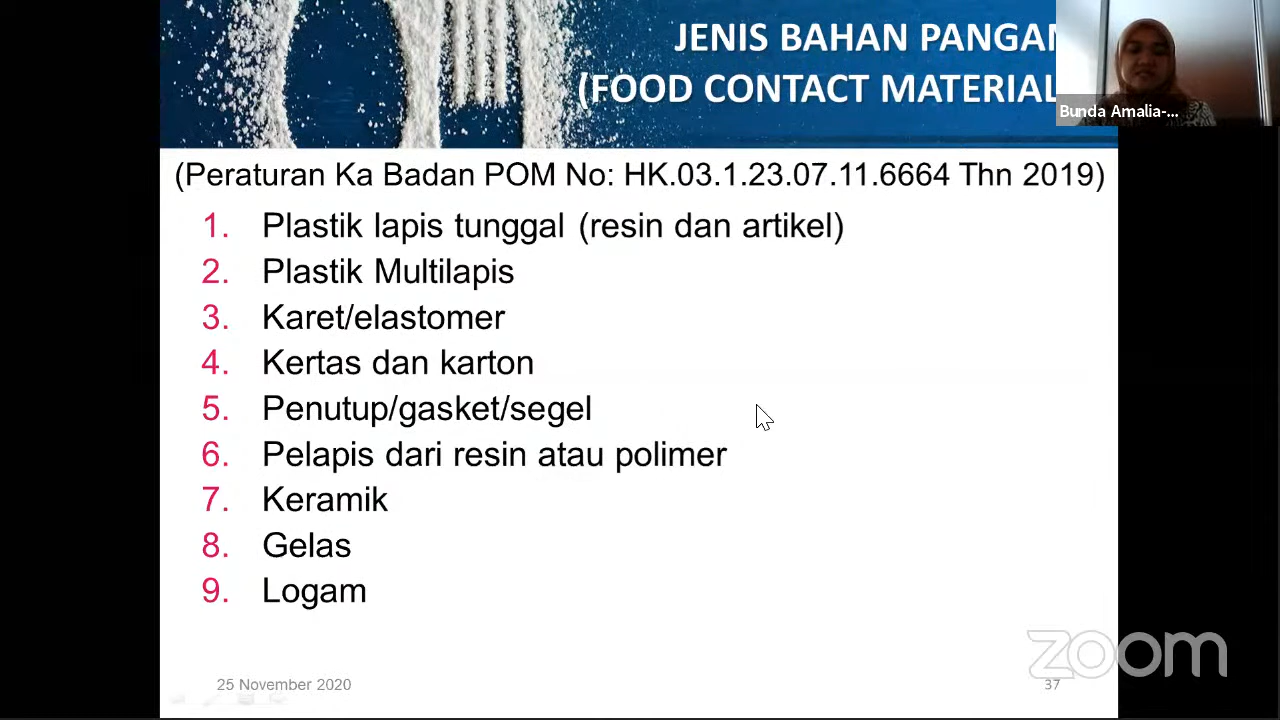 JENIS BAHAN PANGAN
(FOOD CONTACT MATERIAL
Bunda Amalia-...
(Peraturan Ka Badan POM No: HK.03.1.23.07.11.6664 Thn 2019)
1. Plastik lapis tunggal (resin dan artikel)
2. Plastik Multilapis
3. Karet/elastomer
4. Kertas dan karton
5. Penutup/gasket/segel
6. Pelapis dari resin atau polimer
7. Keramik
8. Gelas
9. Logam
zoom
25 November 2020
37